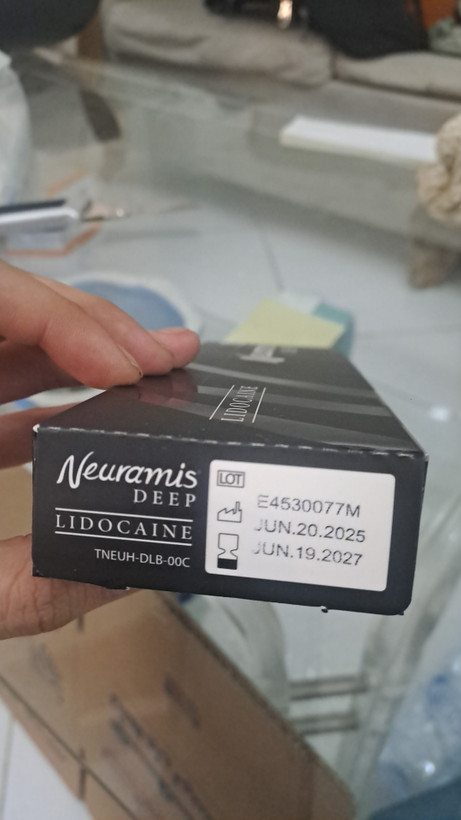 LIDOCAINE
Neuramis
DEEP
LIDOCAINE
TNEUH-DLB-00C
LOT
E4530077M
JUN.20.2025
JUN.19.2027